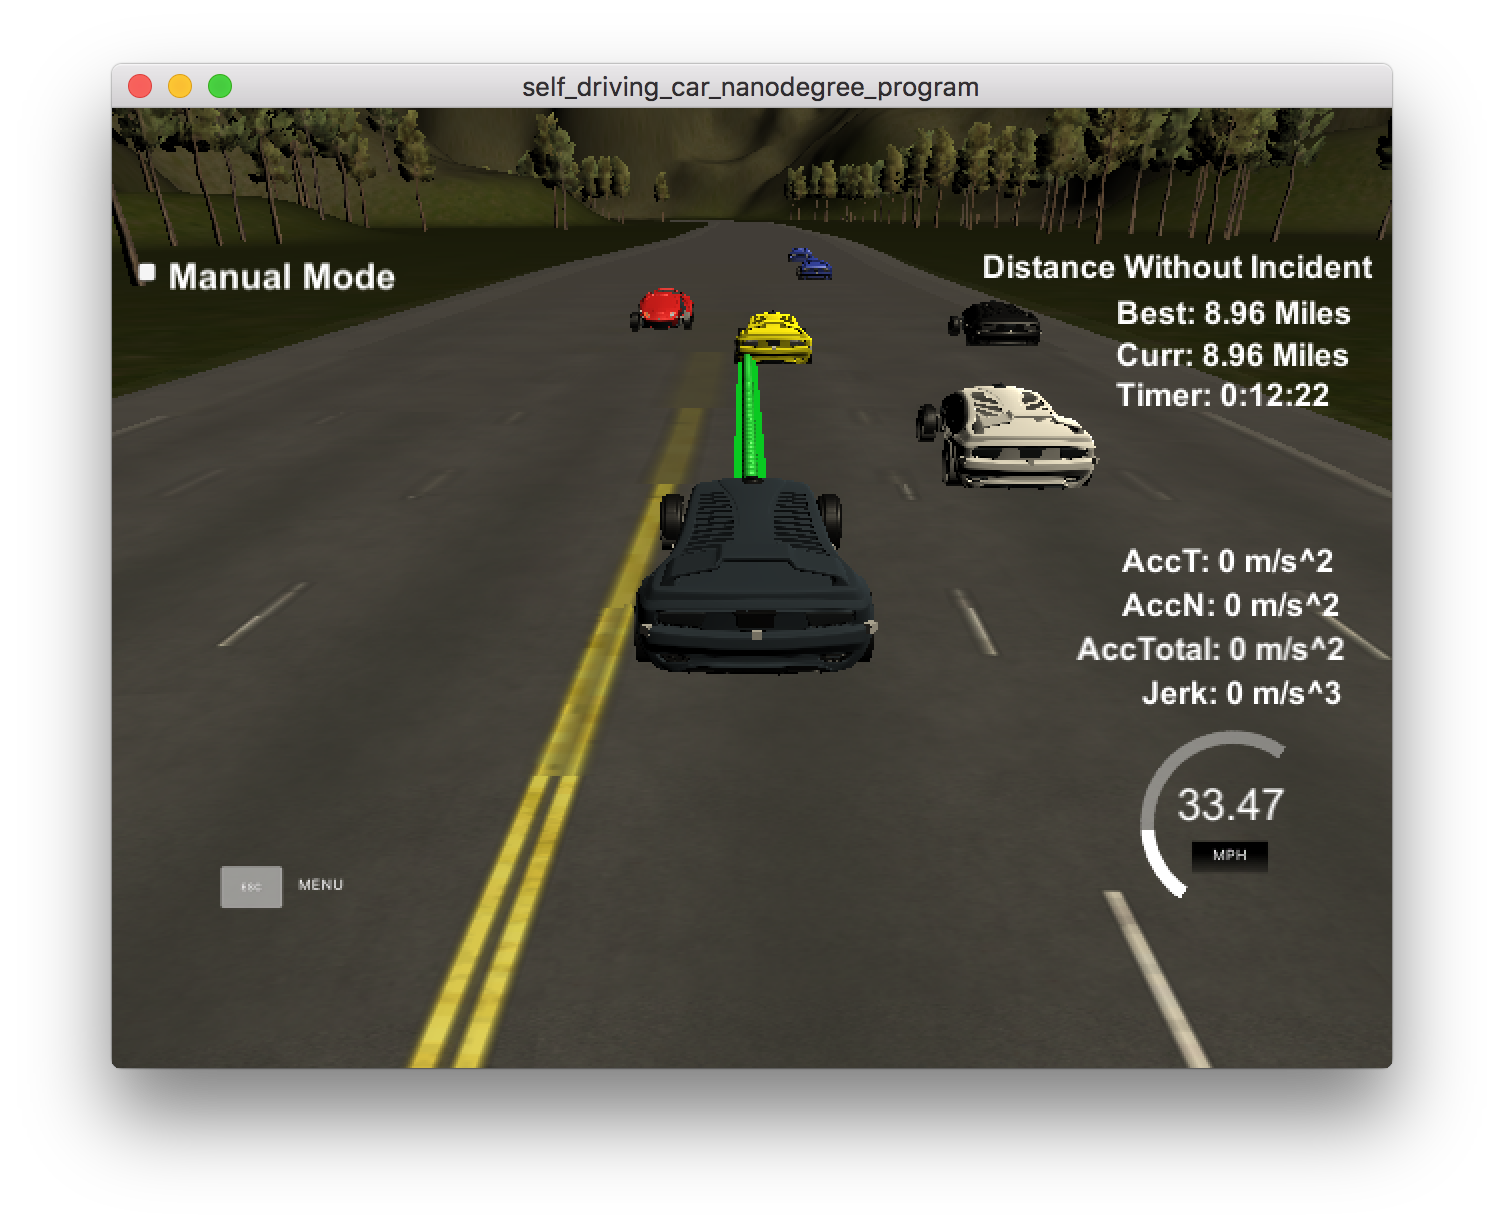 self_driving_car_nanodegree_program
Manual Mode
Distance Without Incident
Best: 8.96 Miles
Curr: 8.96 Miles
Timer: 0:12:22
AccT: 0 m/s^2
AccN: 0 m/s^2
AccTotal: 0 m/s^2
Jerk: 0 m/s^3
33.47
MPH
ESC MENU